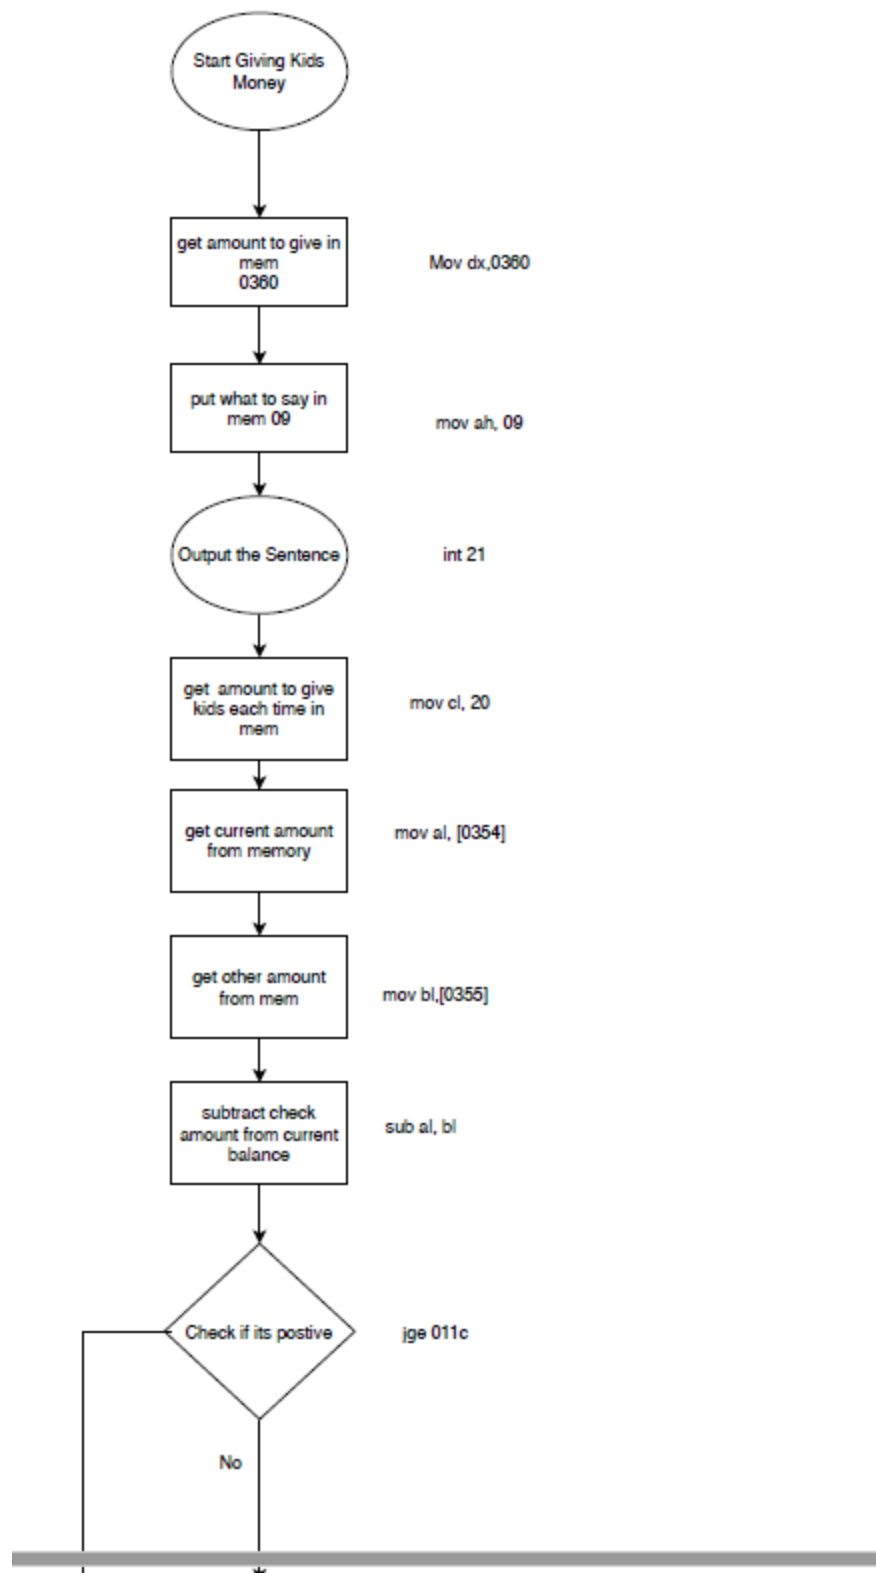 Start Giving Kids
Money
get amount to give in
mem
0360
Mov dx,0360
put what to say in
mem 09
mov ah, 09
Output the Sentence
int 21
get amount to give
kids each time in
mem
mov cl, 20
get current amount
from memory
mov al, [0354]
get other amount
from mem
mov bl,[0355]
subtract check
amount from current
balance
sub al, bl
Check if its postive
jge 011c
No